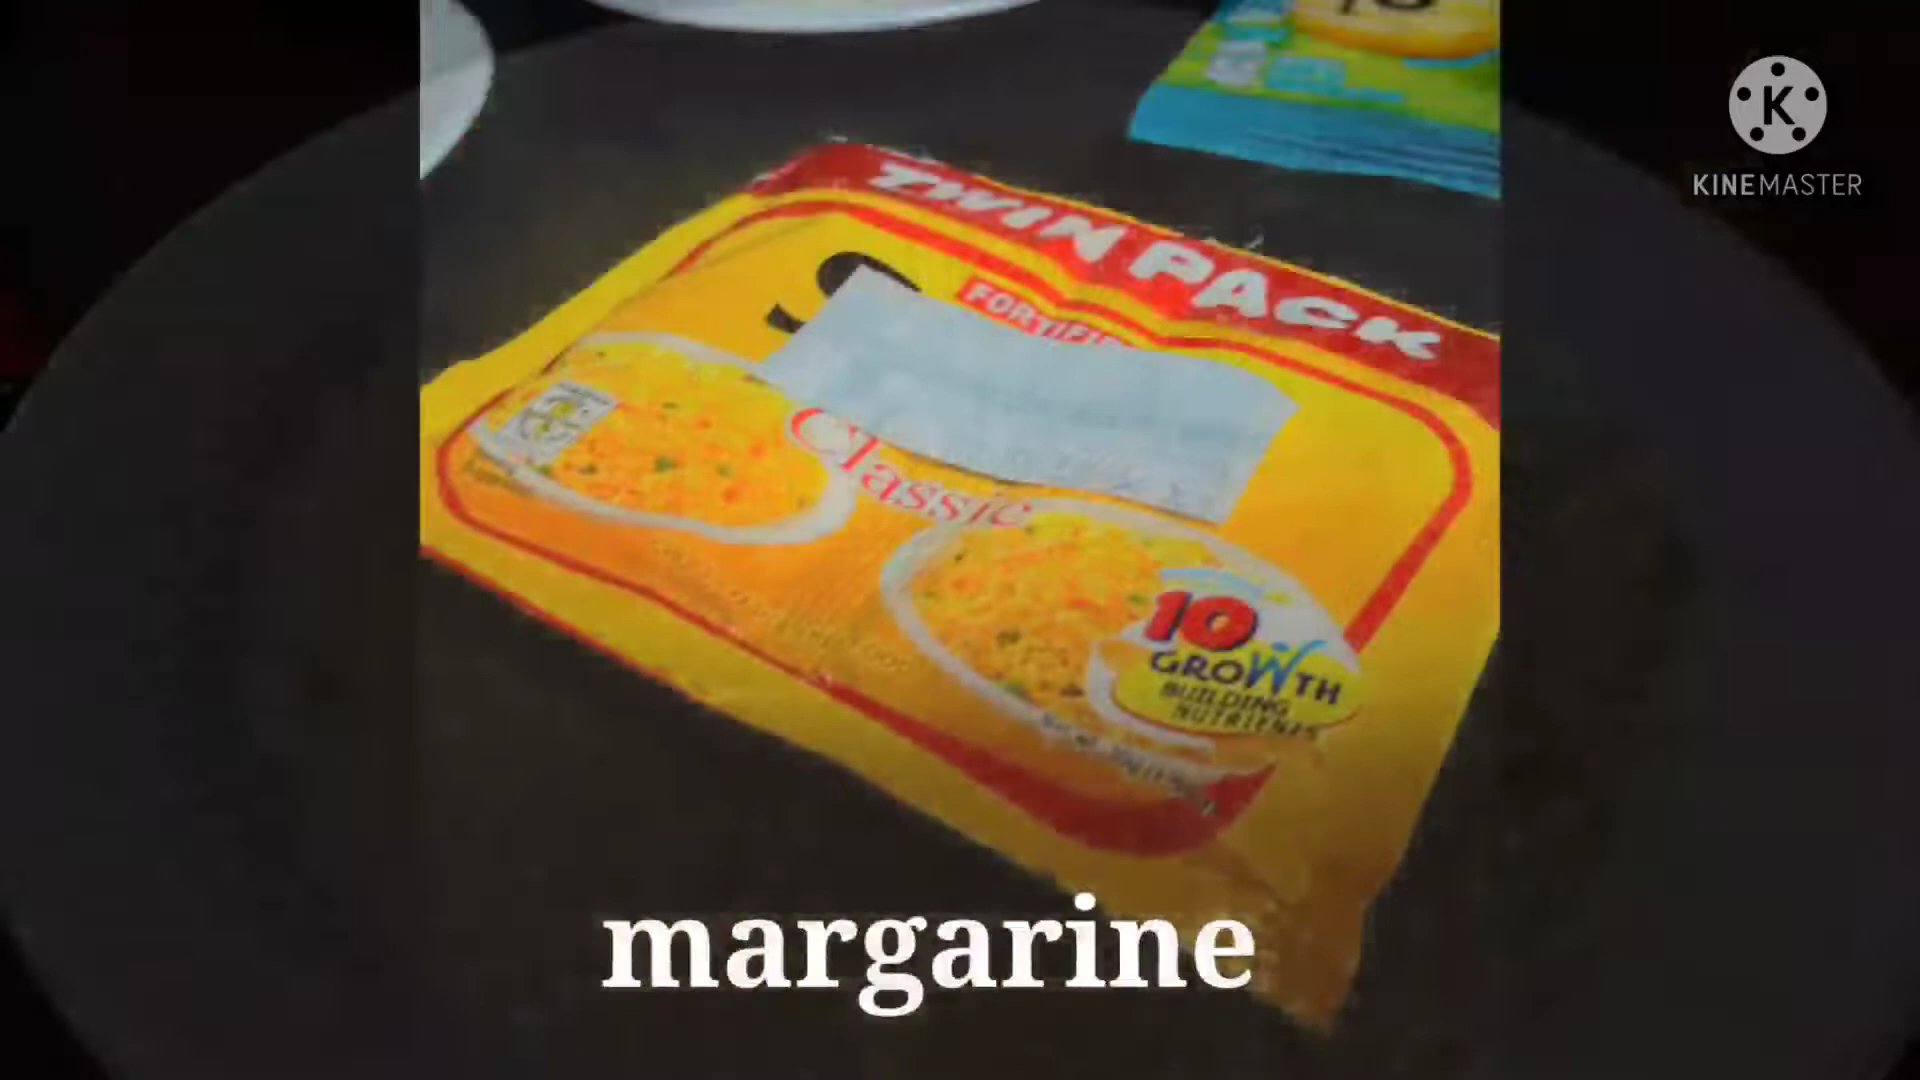 K
KINEMASTER
TWIN PACK
S
FORTIFI
Classic
10
GROWTH
BUILDING
NUTRIENTS
margarine